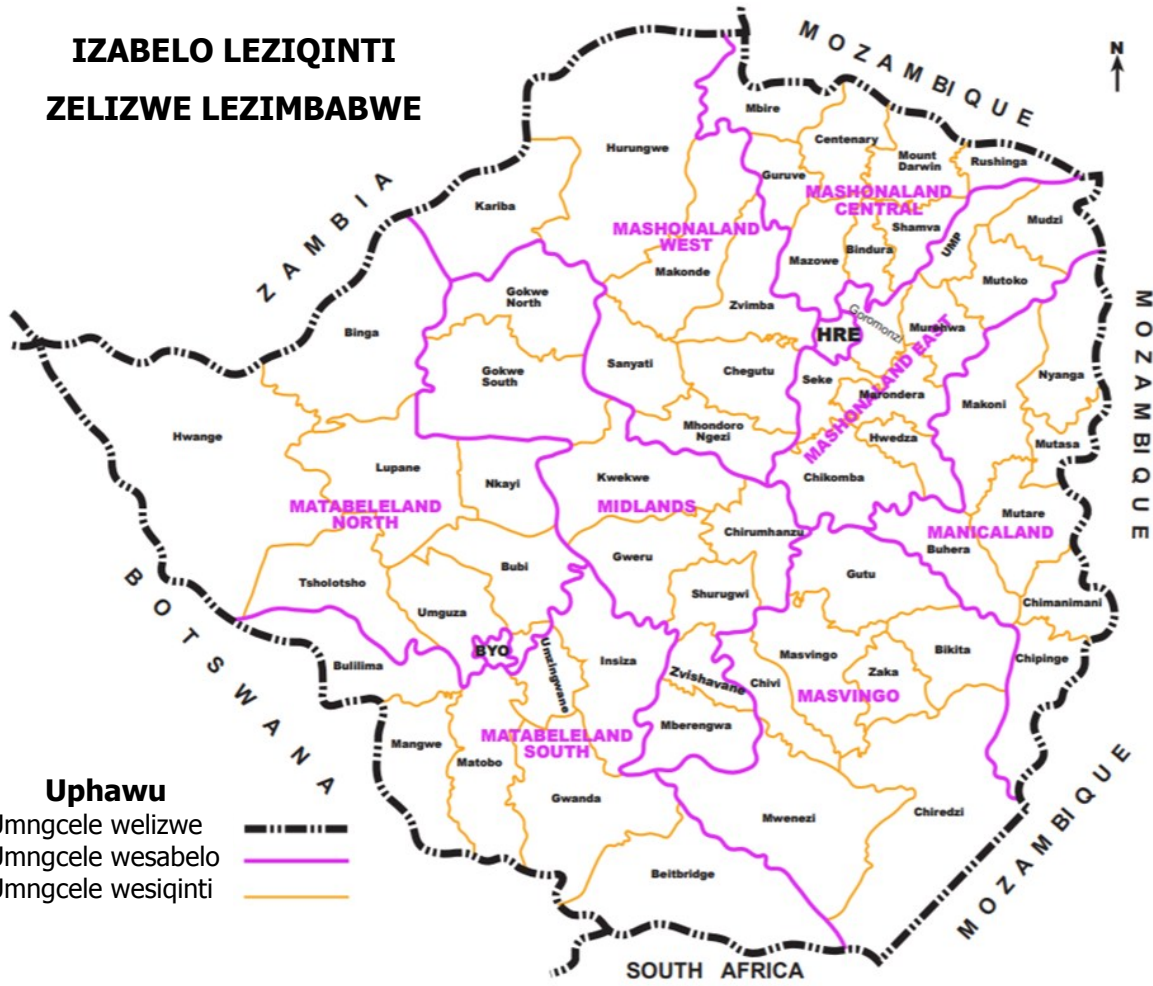 IZABELO LEZIQINTI
ZELIZWE LEZIMBABWE
MOZAMBIQUE
N
Mbire
Centenary
Hurungwe
Mount
Darwin
Rushinga
Guruve
ZAMBIA
Kariba
MASHONALAND
CENTRAL
Shamva
Mudzi
MASHONALAND
WEST
UMP
Bindura
Mazowe
Makonde
Mutoko
Gokwe
North
Zvimba
Goromonzi
MOZAMBIQUE
Binga
HRE
Murehwa
Sanyati
Chegutu
Seke
Gokwe
South
Nyanga
MASHONALAND EAST
Marondera
Makoni
Hwange
Mhondoro
Ngezi
Hwedza
Mutasa
Lupane
Nkayi
Kwekwe
Chikomba
MATABELELAND
NORTH
MIDLANDS
Mutare
Chirumhanzu
MANICALAND
Buhera
Gweru
Bubi
Gutu
Tsholotsho
Shurugwi
Chimanimani
BOTSWANA
Umguza
BYO
Umzingwane
Insiza
Masvingo
Bikita
Chipinge
Bulilima
Zvishavane
Chivi
Zaka
MASVINGO
Mberengwa
MATABELELAND
SOUTH
Mangwe
Matobo
Gwanda
Mwenezi
Chiredzi
MOZAMBIQUE
Beitbridge
SOUTH AFRICA
Uphawu
Umngcele welizwe
Umngcele wesabelo
Umngcele wesiqinti